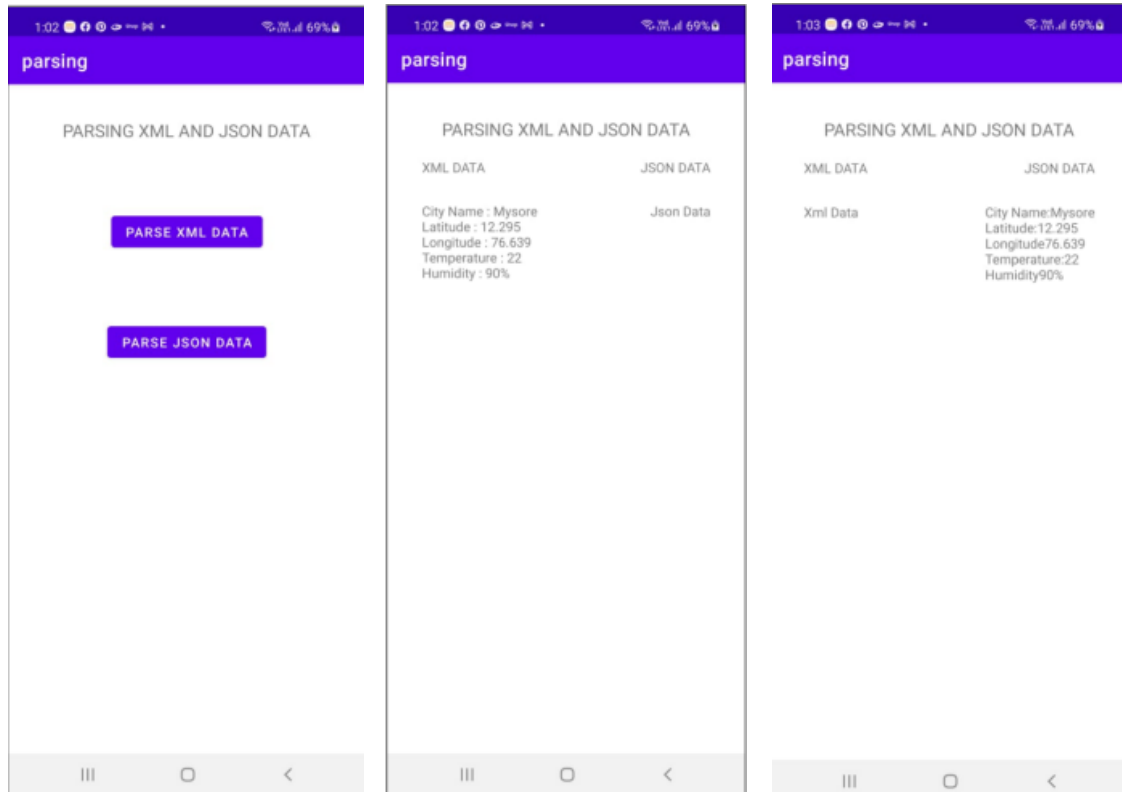 1:02
69%
parsing
PARSING XML AND JSON DATA
PARSE XML DATA
PARSE JSON DATA
1:02
69%
parsing
PARSING XML AND JSON DATA
XML DATA JSON DATA
City Name : Mysore Json Data
Latitude : 12.295
Longitude : 76.639
Temperature : 22
Humidity : 90%
1:03
69%
parsing
PARSING XML AND JSON DATA
XML DATA JSON DATA
Xml Data City Name:Mysore
Latitude:12.295
Longitude76.639
Temperature:22
Humidity90%